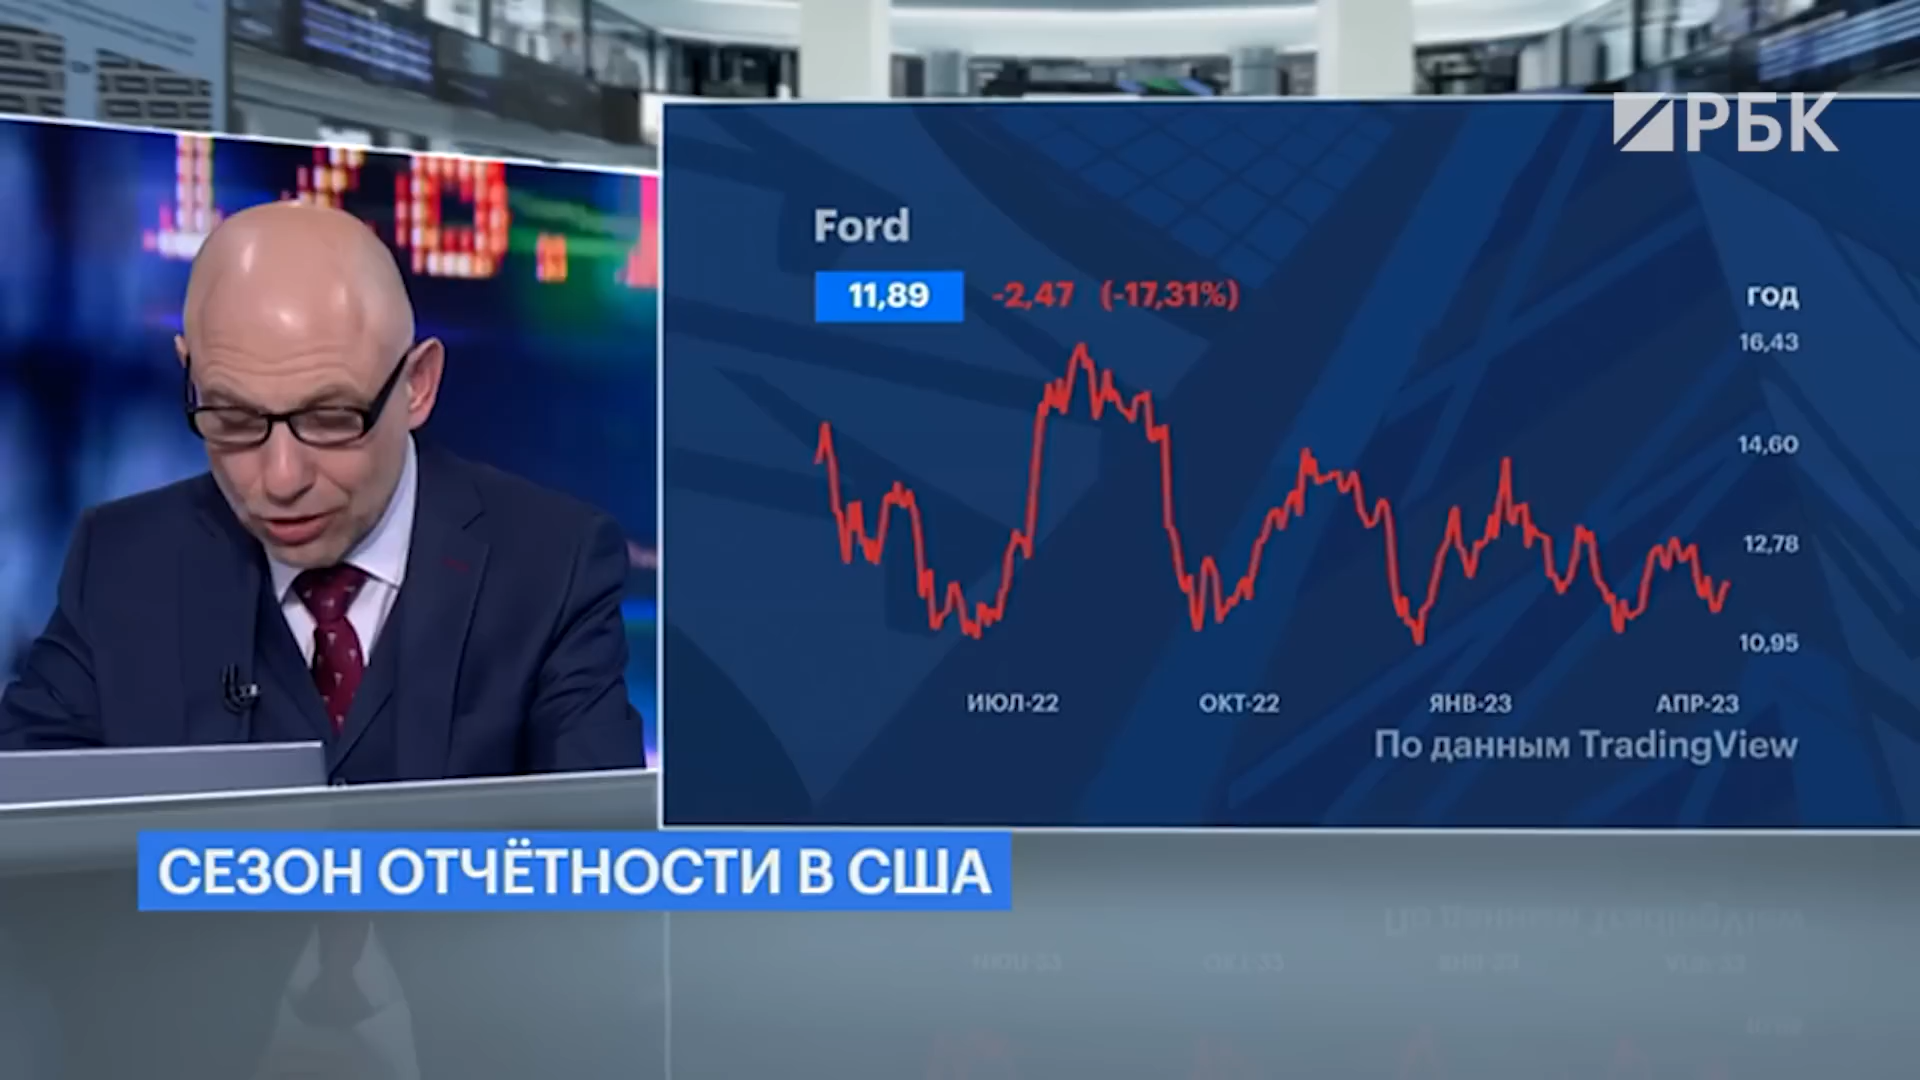 РБК
Ford
11,89 -2,47 (-17,31%)
ГОД
16,43
14,60
12,78
10,95
ИЮЛ-22 ОКТ-22 ЯНВ-23 АПР-23
По данным TradingView
СЕЗОН ОТЧЁТНОСТИ В США